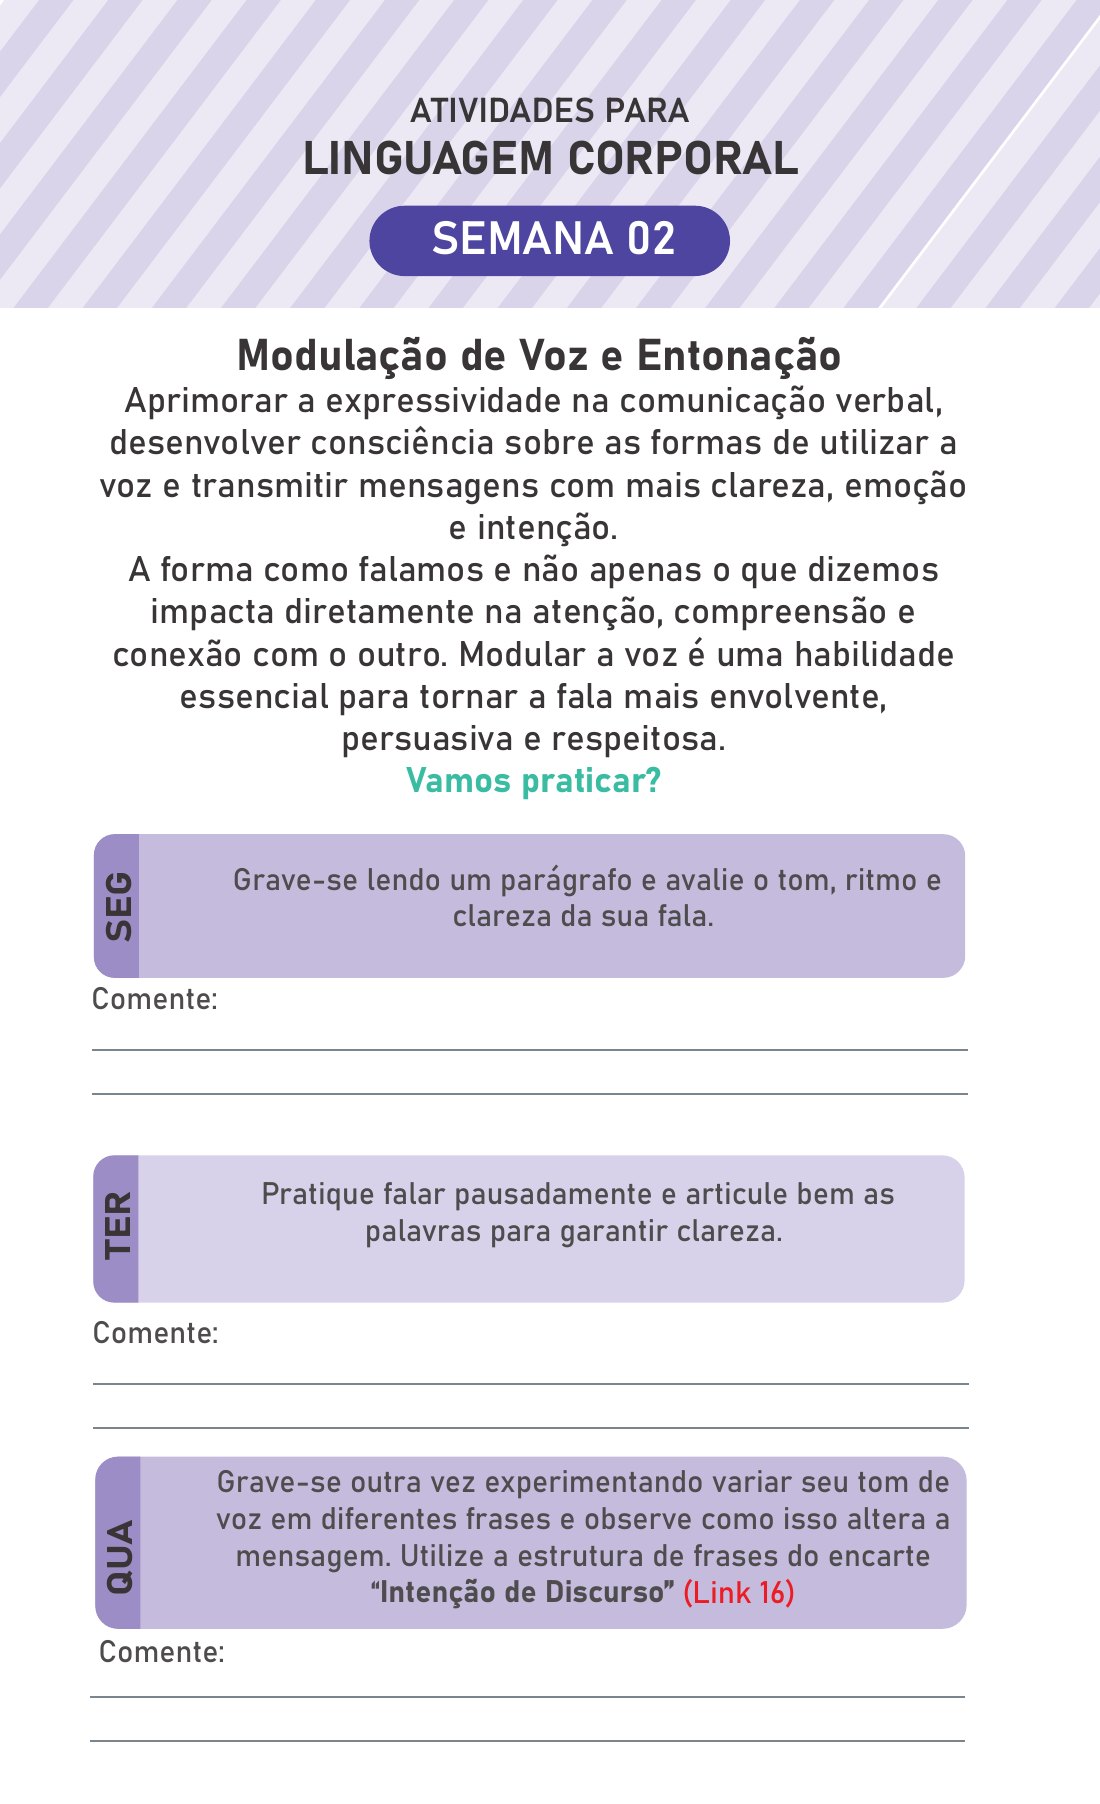 ATIVIDADES PARA
LINGUAGEM CORPORAL
SEMANA 02
Modulação de Voz e Entonação
Aprimorar a expressividade na comunicação verbal,
desenvolver consciência sobre as formas de utilizar a
voz e transmitir mensagens com mais clareza, emoção
e intenção.
A forma como falamos e não apenas o que dizemos
impacta diretamente na atenção, compreensão e
conexão com o outro. Modular a voz é uma habilidade
essencial para tornar a fala mais envolvente,
persuasiva e respeitosa.
Vamos praticar?
SEG
Grave-se lendo um parágrafo e avalie o tom, ritmo e
clareza da sua fala.
Comente:
TER
Pratique falar pausadamente e articule bem as
palavras para garantir clareza.
Comente:
QUA
Grave-se outra vez experimentando variar seu tom de
voz em diferentes frases e observe como isso altera a
mensagem. Utilize a estrutura de frases do encarte
“Intenção de Discurso” (Link 16)
Comente: